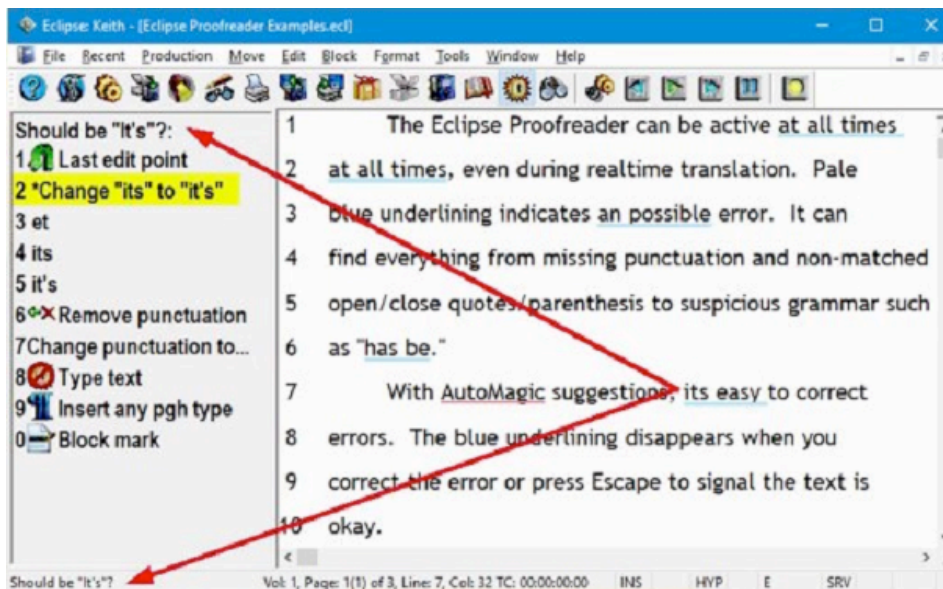 Eclipse: Keith - [Eclipse Proofreader Examples.ecl]
File Recent Production Move Edit Block Format Tools Window Help
Should be "It's"?:
1 Last edit point
2 *Change "its" to "it's"
3 et
4 its
5 it's
6 Remove punctuation
7Change punctuation to...
8 Type text
9 Insert any pgh type
0 Block mark
1 The Eclipse Proofreader can be active at all times
2 at all times, even during realtime translation. Pale
3 blue underlining indicates an possible error. It can
4 find everything from missing punctuation and non-matched
5 open/close quotes/parenthesis to suspicious grammar such
6 as "has be."
7 With AutoMagic suggestions, its easy to correct
8 errors. The blue underlining disappears when you
9 correct the error or press Escape to signal the text is
10 okay.
Should be "It's"? Vol: 1, Page: 1(1) of 3, Line: 7, Col: 32 TC: 00:00:00:00 INS HYP E SRV